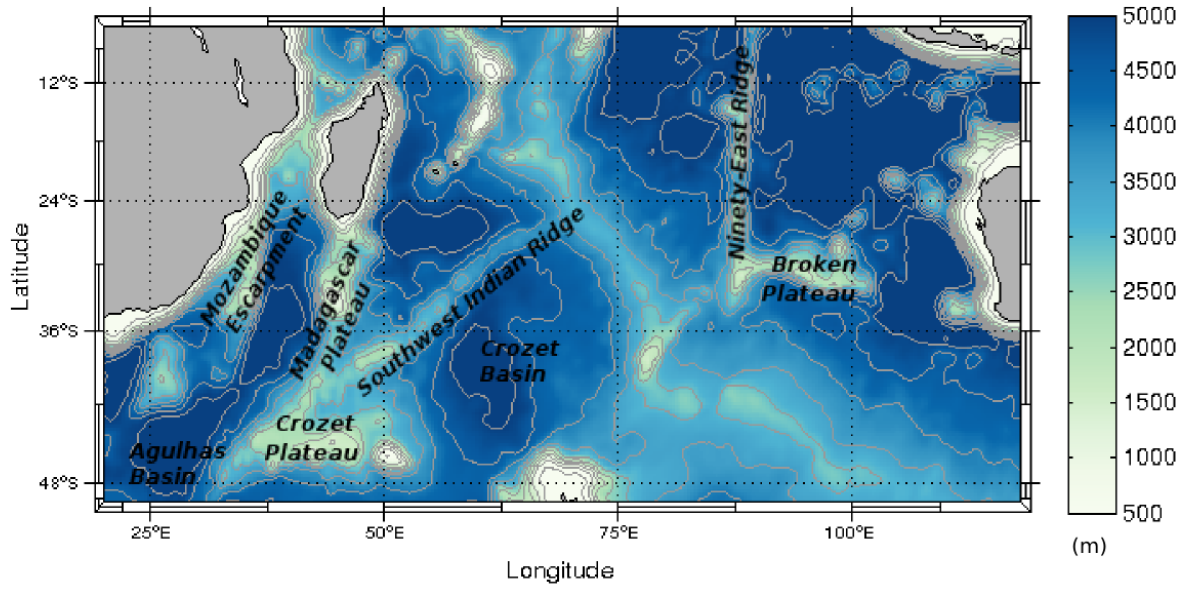 12°S
24°S
36°S
48°S
Latitude
25°E
50°E
75°E
100°E
Longitude
Mozambique
Escarpment
Madagascar
Plateau
Southwest Indian Ridge
Ninety-East Ridge
Broken
Plateau
Crozet
Basin
Crozet
Plateau
Agulhas
Basin
5000
4500
4000
3500
3000
2500
2000
1500
1000
500
(m)